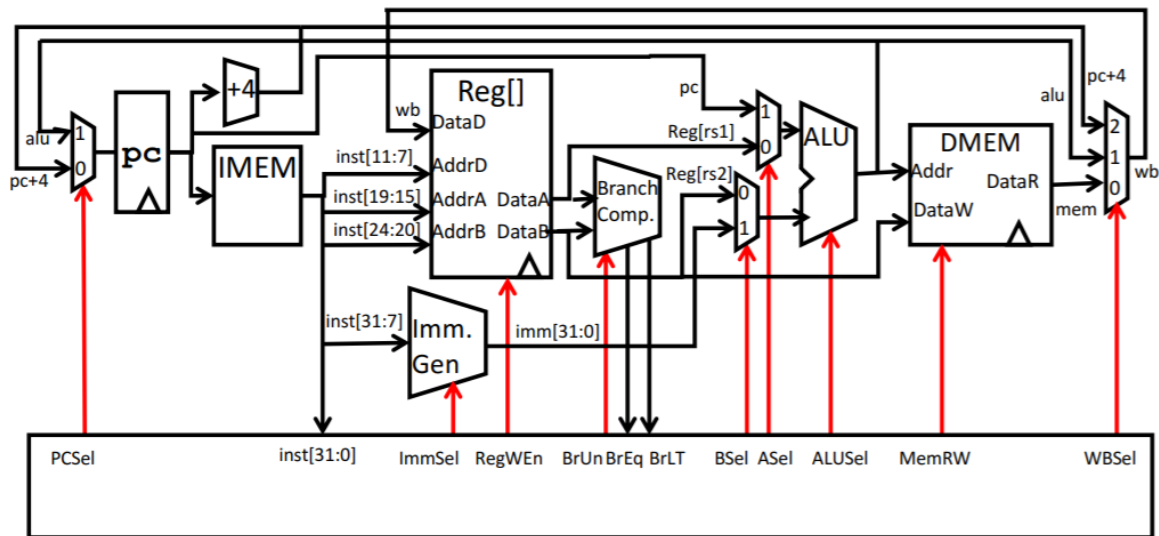 pc+4
alu
+4
Reg[]
pc
wb
DataD
1
2
ALU
DMEM
alu
1
pc
Reg[rs1]
0
1
pc+4
0
IMEM
inst[11:7]
AddrD
Reg[rs2]
Addr
0
wb
inst[19:15]
AddrA
DataA
Branch
Comp.
0
DataR
mem
inst[24:20]
AddrB
DataB
1
DataW
inst[31:7]
Imm.
Gen
imm[31:0]
PCSel
inst[31:0]
ImmSel
RegWEn
BrUn
BrEq
BrLT
BSel
ASel
ALUSel
MemRW
WBSel